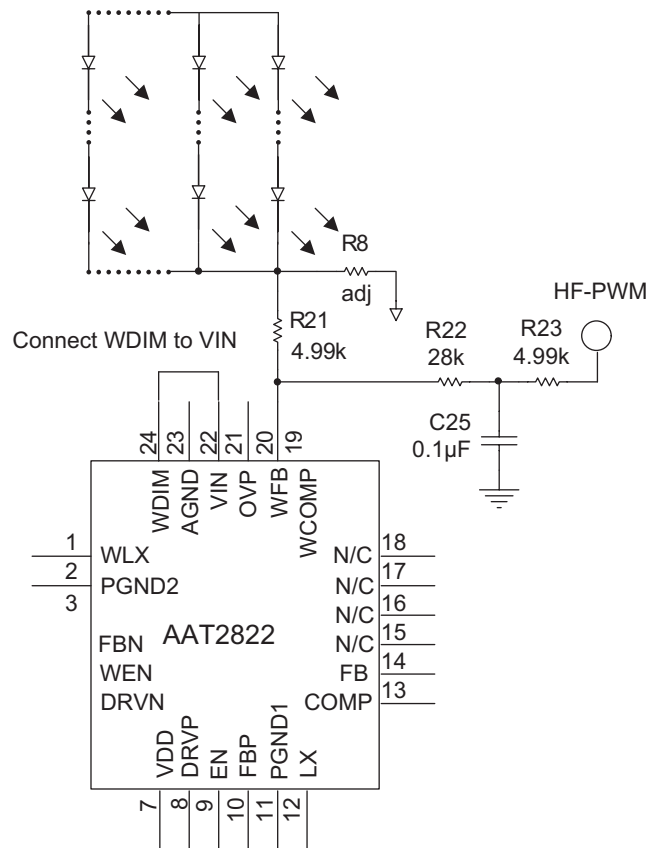 R8
adj
HF-PWM
R21
4.99k
R22
28k
R23
4.99k
Connect WDIM to VIN
C25
0.1µF
24
23
22
21
20
19
WDIM
AGND
VIN
OVP
WFB
WCOMP
1
WLX
2
PGND2
3
FBN
WEN
DRVN
AAT2822
N/C
18
N/C
17
N/C
16
N/C
15
FB
14
COMP
13
VDD
DRVP
EN
FBP
PGND1
LX
7
8
9
10
11
12